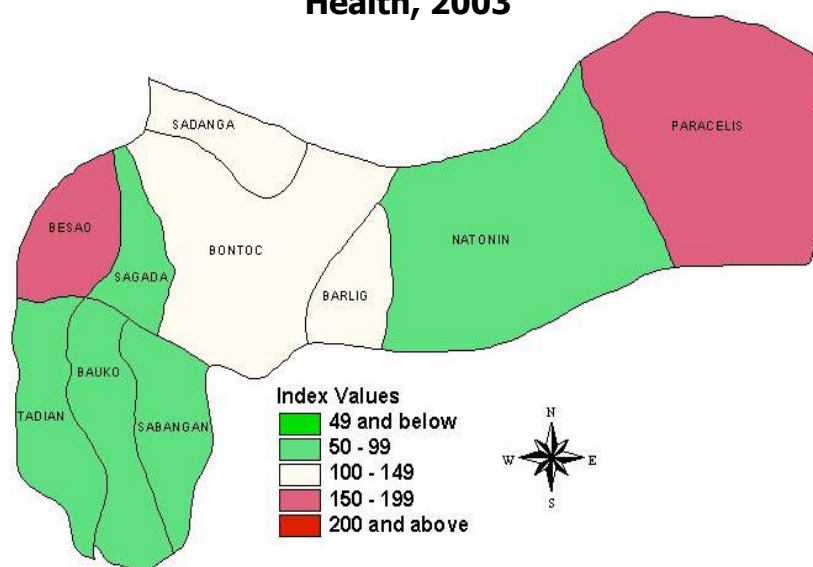 Health, 2003
SADANGA
PARACELIS
BESAO
BONTOC
NATONIN
SAGADA
BARLIG
BAUKO
TADIAN
SABANGAN
Index Values
49 and below
50 - 99
100 - 149
150 - 199
200 and above
N
W E
S